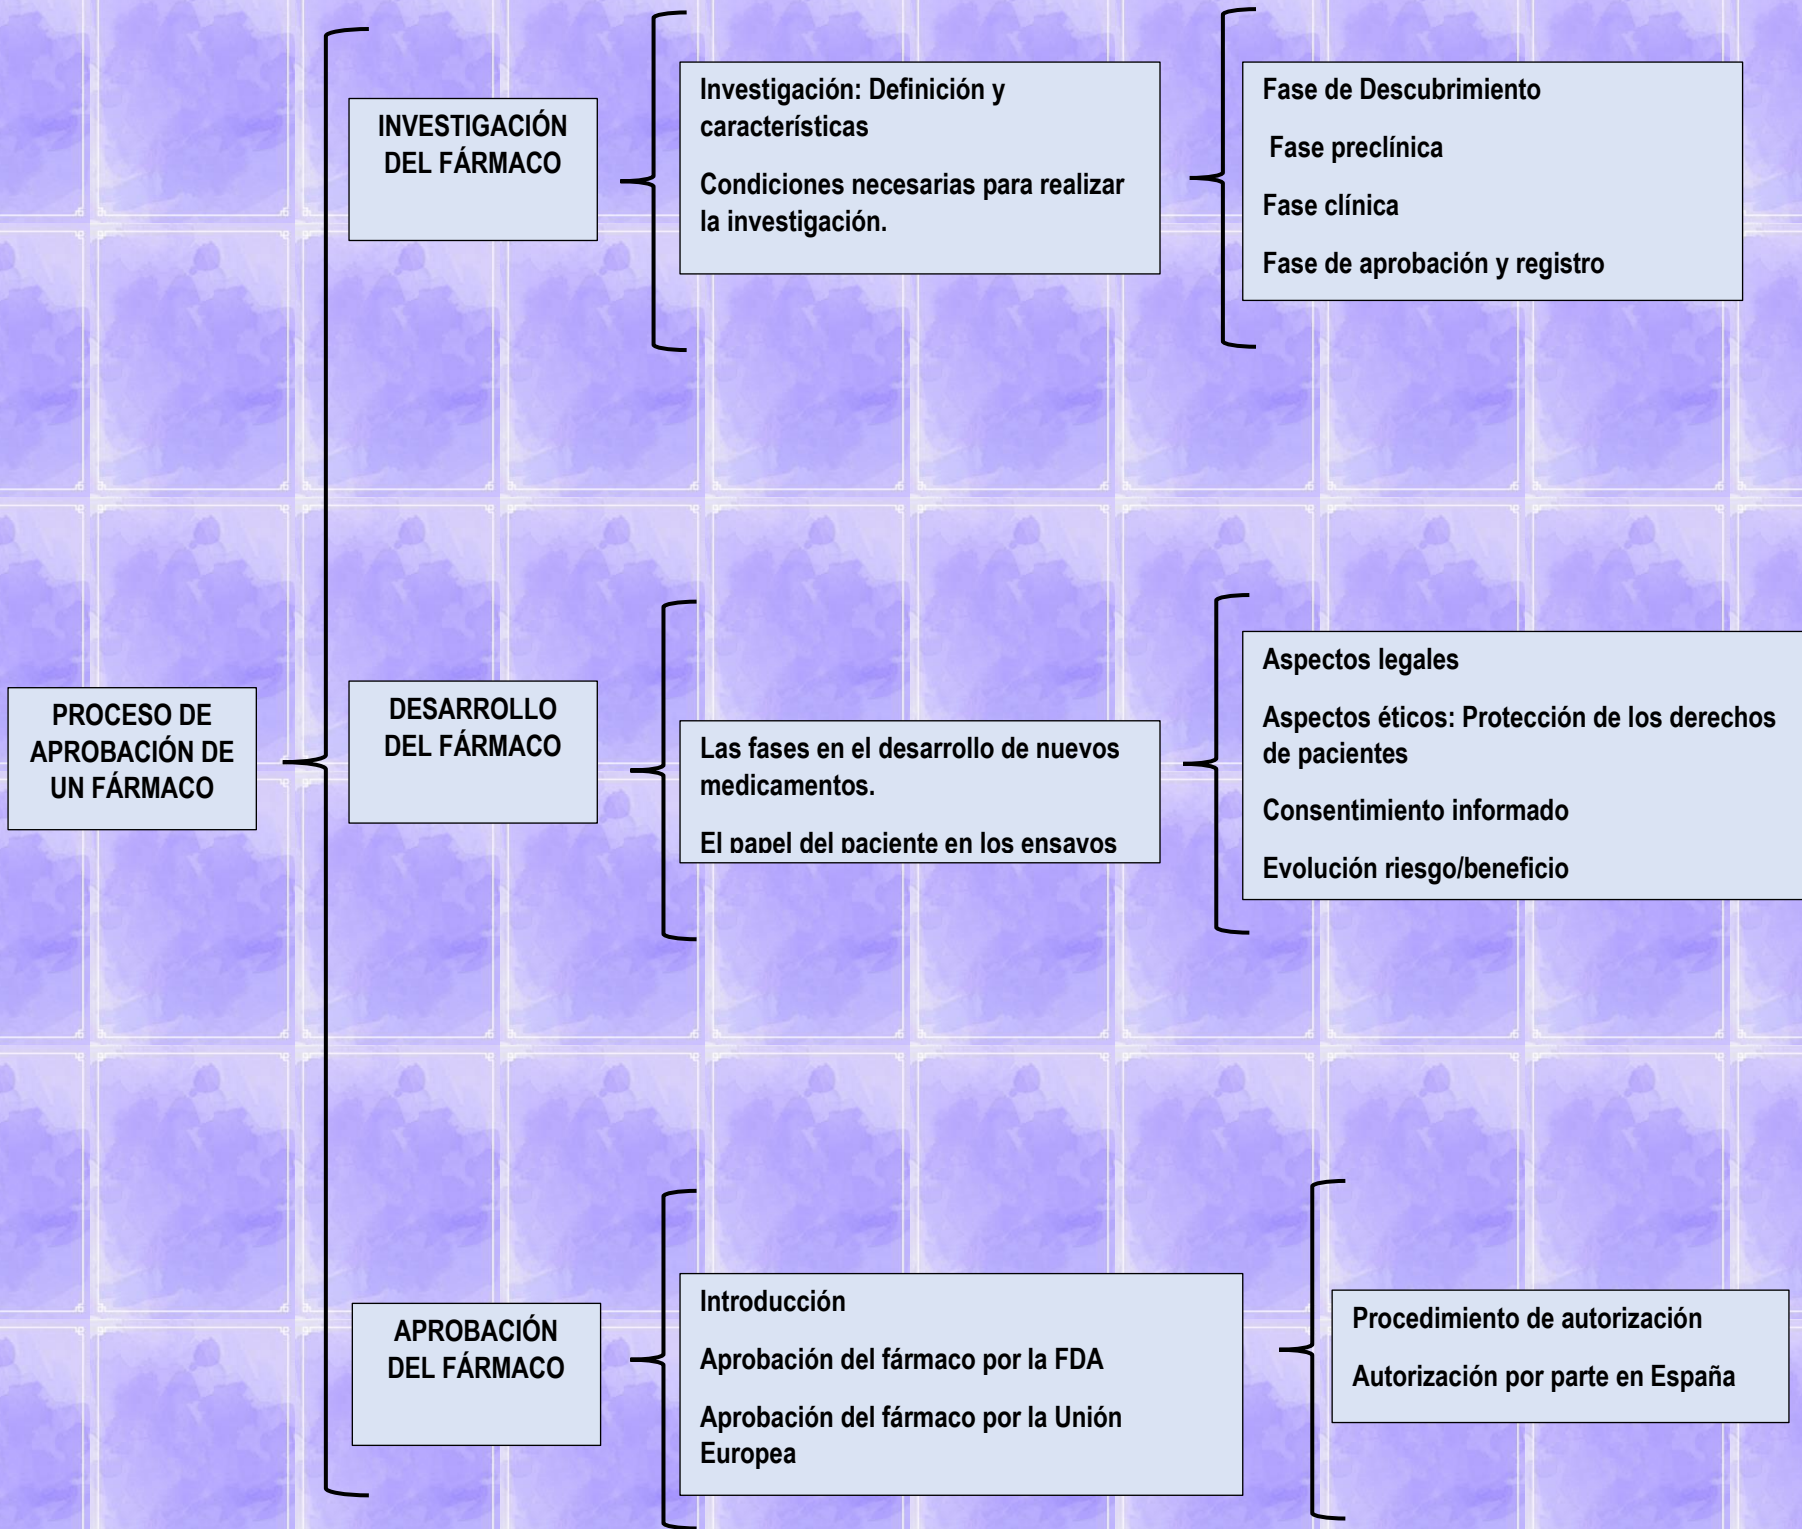 PROCESO DE
APROBACIÓN DE
UN FÁRMACO
INVESTIGACIÓN
DEL FÁRMACO
Investigación: Definición y
características
Condiciones necesarias para realizar
la investigación.
Fase de Descubrimiento
Fase preclínica
Fase clínica
Fase de aprobación y registro
DESARROLLO
DEL FÁRMACO
Las fases en el desarrollo de nuevos
medicamentos.
El papel del paciente en los ensayos
Aspectos legales
Aspectos éticos: Protección de los derechos
de pacientes
Consentimiento informado
Evolución riesgo/beneficio
APROBACIÓN
DEL FÁRMACO
Introducción
Aprobación del fármaco por la FDA
Aprobación del fármaco por la Unión
Europea
Procedimiento de autorización
Autorización por parte en España